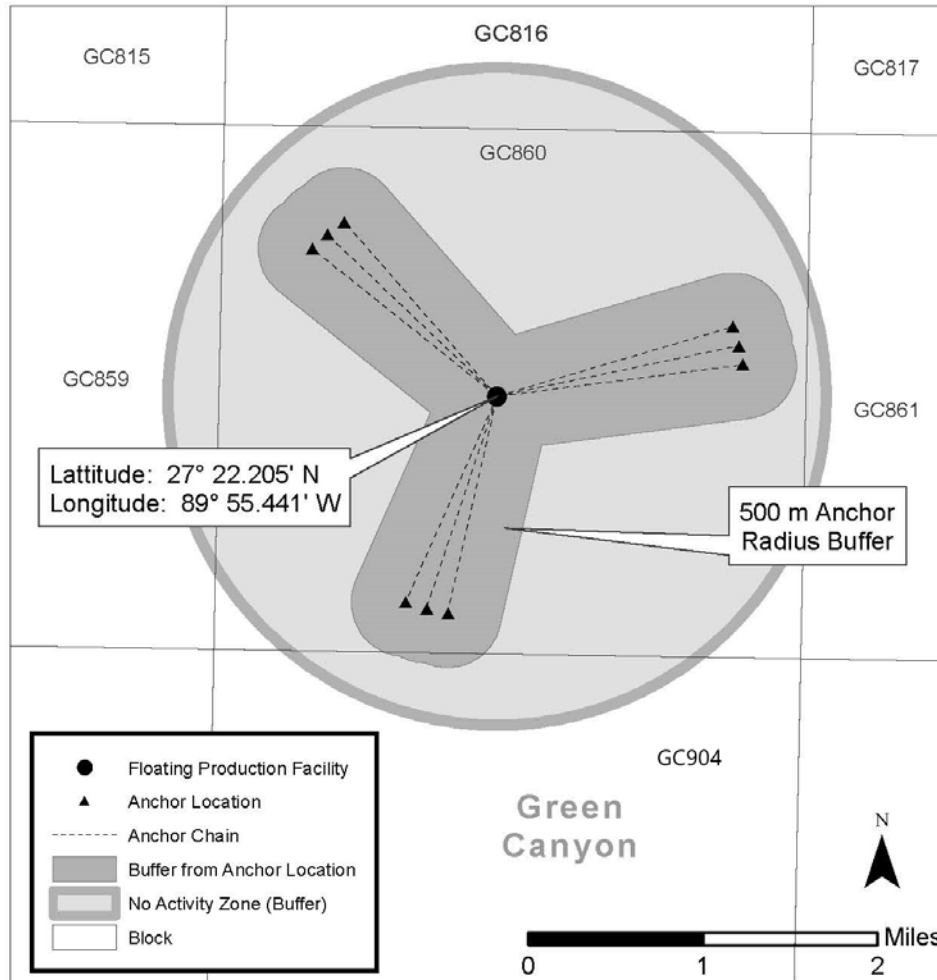 GC816
GC815
GC817
GC860
GC859
GC861
Lattitude: 27° 22.205' N
Longitude: 89° 55.441' W
500 m Anchor
Radius Buffer
Floating Production Facility
Anchor Location
Anchor Chain
Buffer from Anchor Location
No Activity Zone (Buffer)
Block
GC904
Green
Canyon
N
Miles
0 1 2